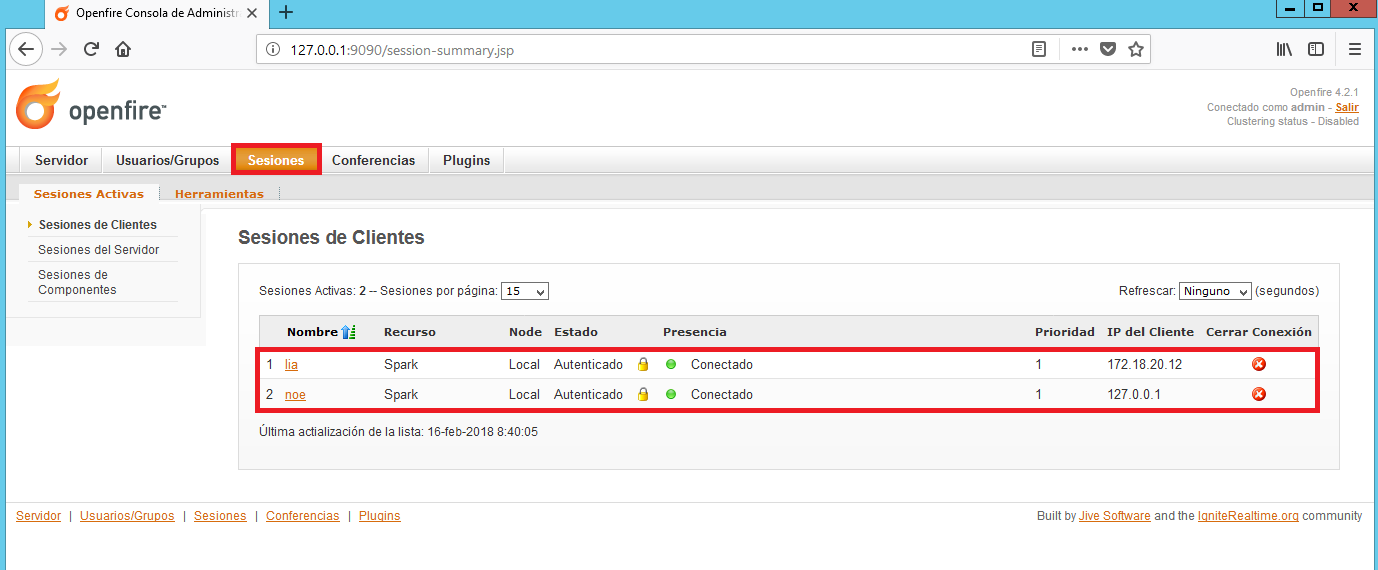 Openfire Consola de Administra
127.0.0.1:9090/session-summary.jsp
openfire™
Openfire 4.2.1
Conectado como admin - Salir
Clustering status - Disabled
Servidor Usuarios/Grupos Sesiones Conferencias Plugins
Sesiones Activas Herramientas
Sesiones de Clientes
Sesiones del Servidor
Sesiones de
Componentes
Sesiones de Clientes
Sesiones Activas: 2 -- Sesiones por página: 15 Refrescar: Ninguno (segundos)
Nombre Recurso Node Estado Presencia Prioridad IP del Cliente Cerrar Conexión
1 lia Spark Local Autenticado Conectado 1 172.18.20.12
2 noe Spark Local Autenticado Conectado 1 127.0.0.1
Última actialización de la lista: 16-feb-2018 8:40:05
Servidor | Usuarios/Grupos | Sesiones | Conferencias | Plugins Built by Jive Software and the IgniteRealtime.org community